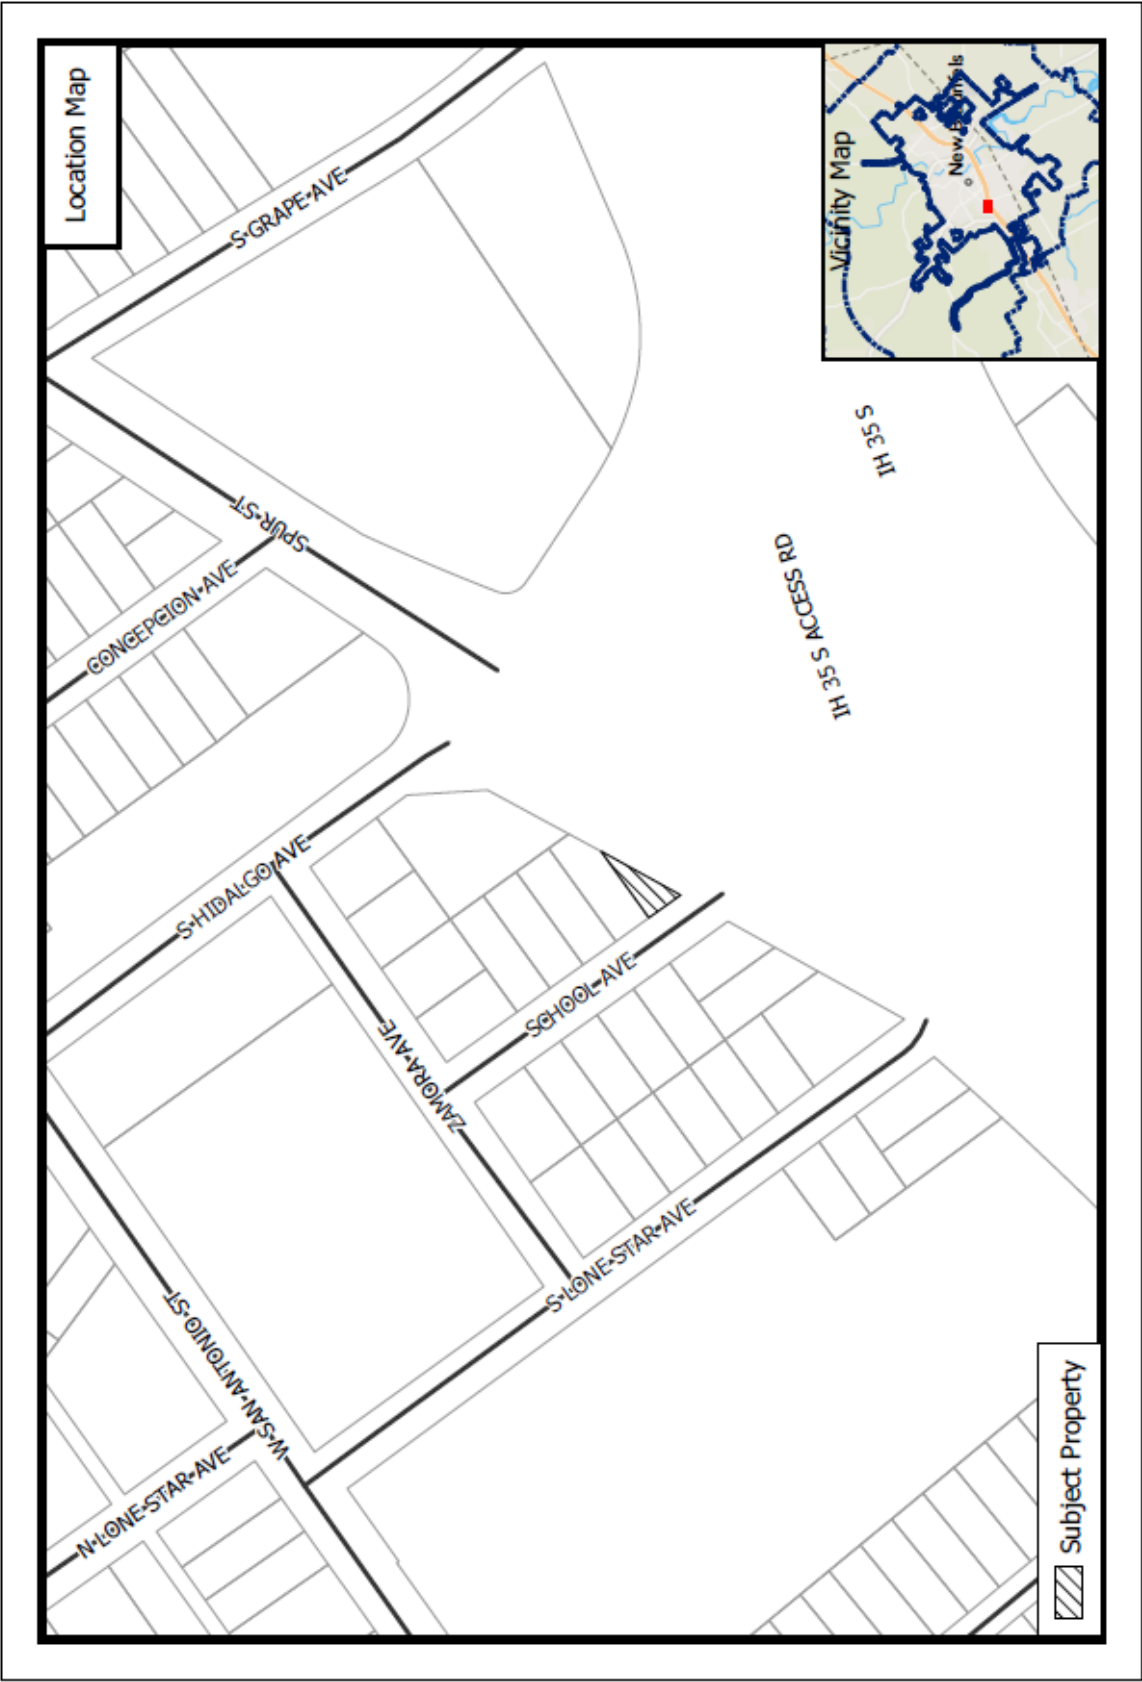 Location Map
S GRAPE AVE
SPUR ST
CONCEPCION AVE
S HIDALGO AVE
ZAMORA AVE
SCHOOL AVE
S LONE STAR AVE
W SAN ANTONIO ST
N LONE STAR AVE
IH 35 S ACCESS RD
IH 35 S
Vicinity Map
New Braunfels
Subject Property